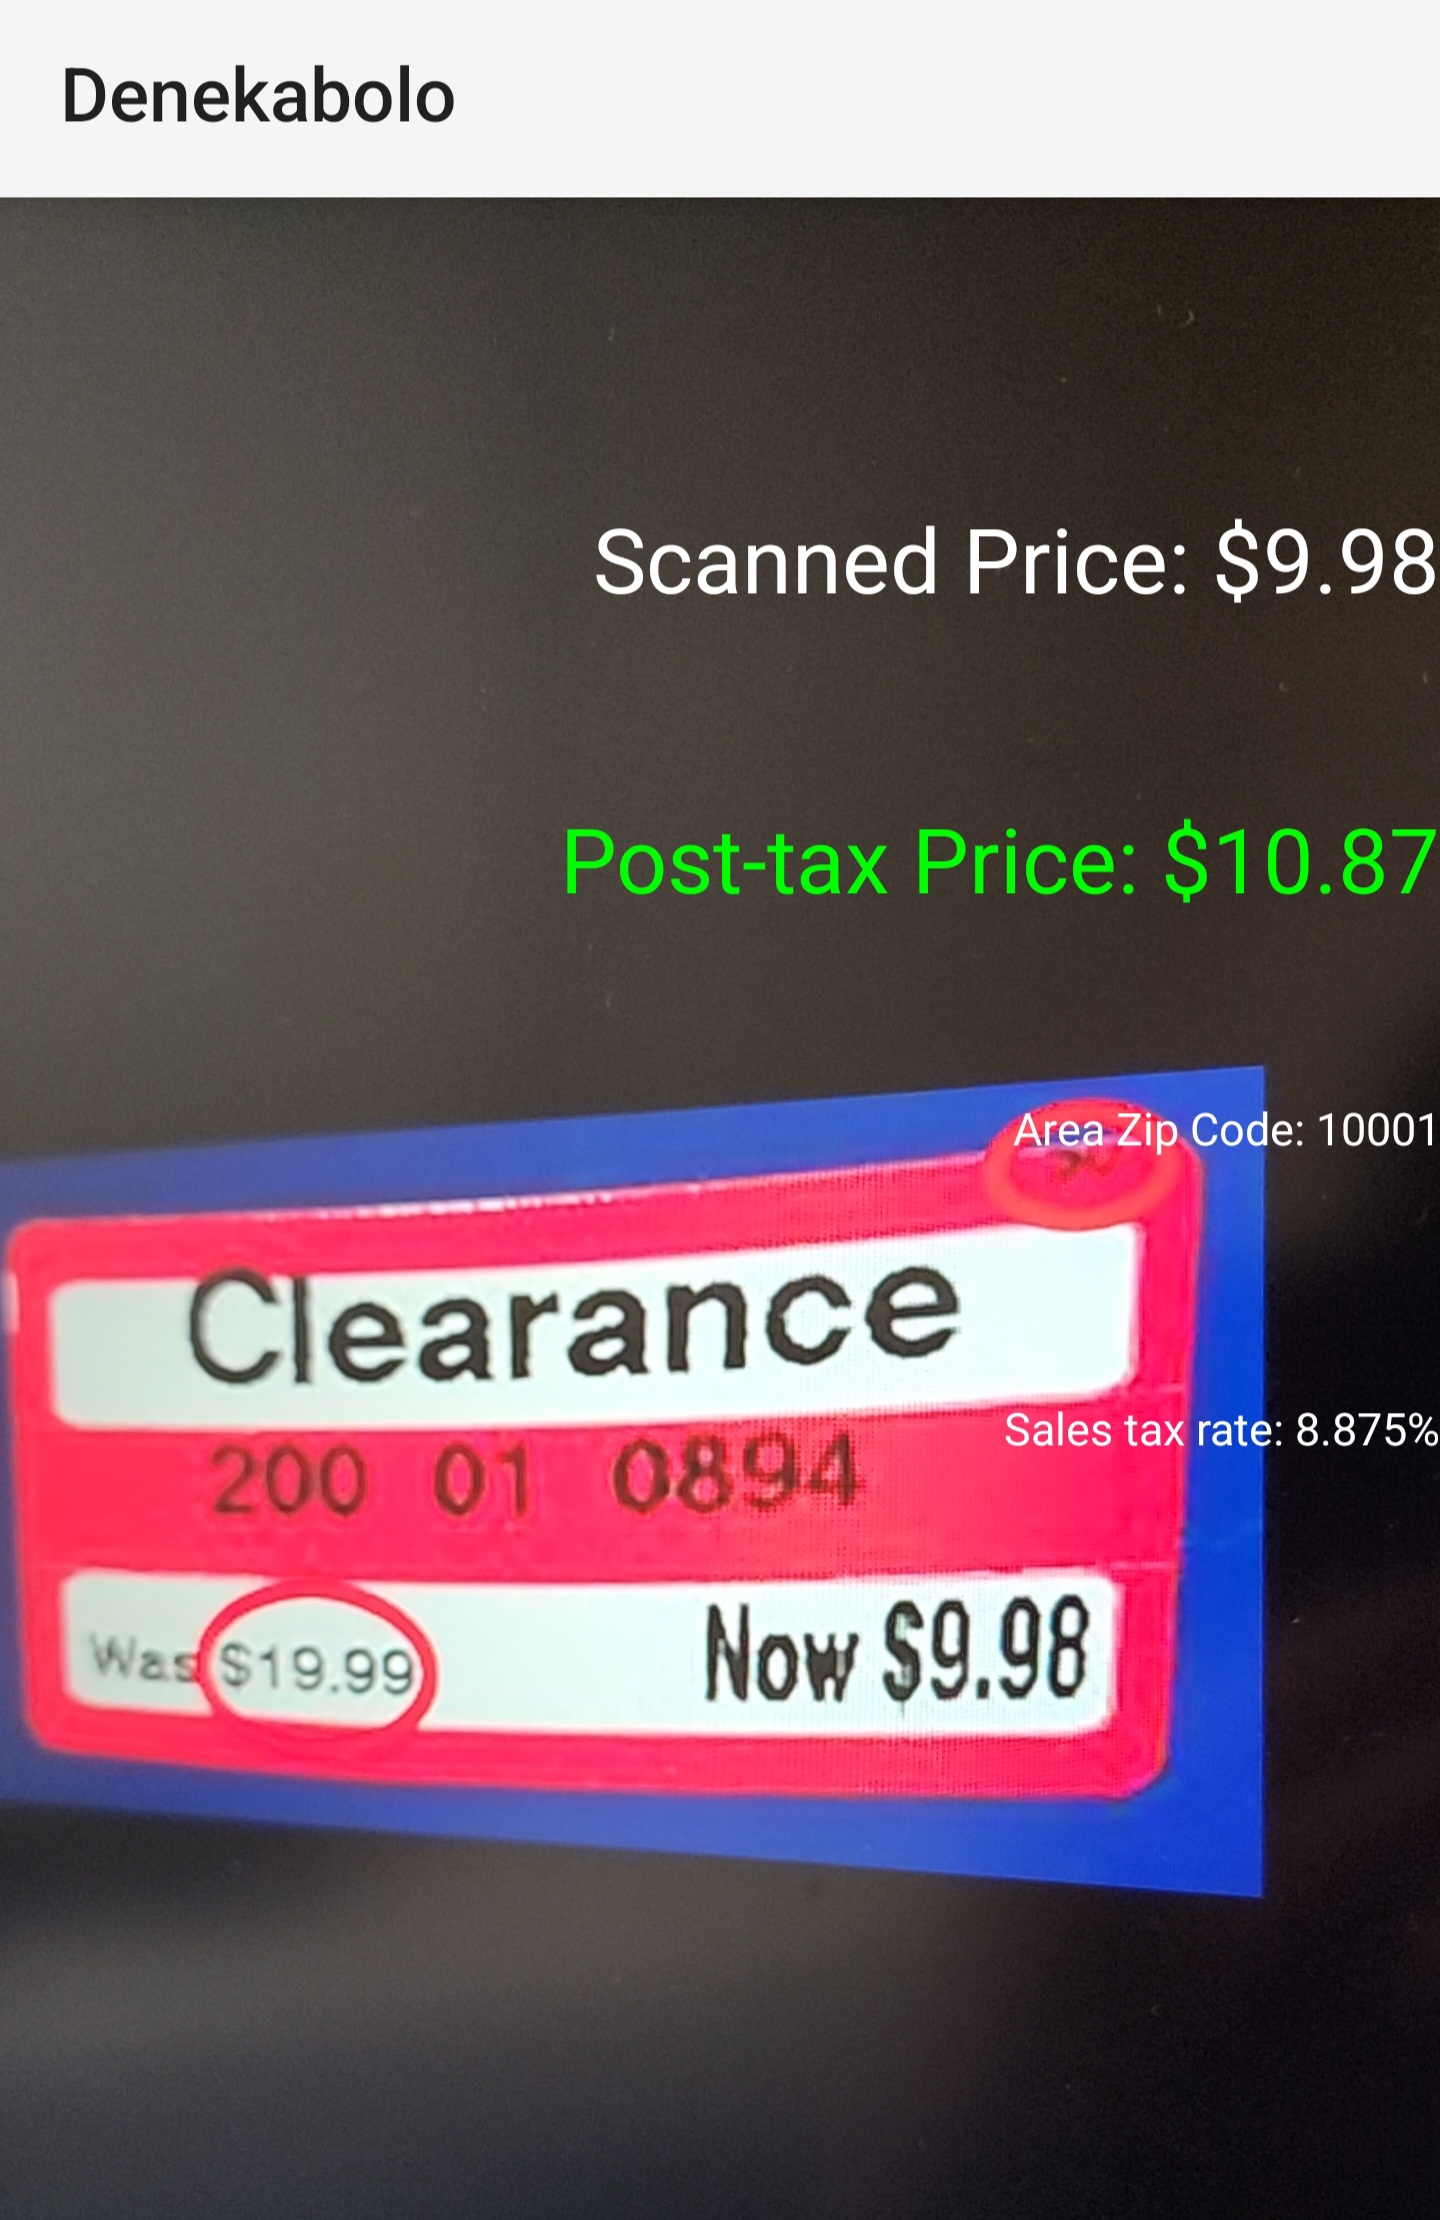 Denekabolo
Scanned Price: $9.98
Post-tax Price: $10.87
Area Zip Code: 10001
Clearance
Sales tax rate: 8.875%
200 01 0894
Was $19.99
Now $9.98